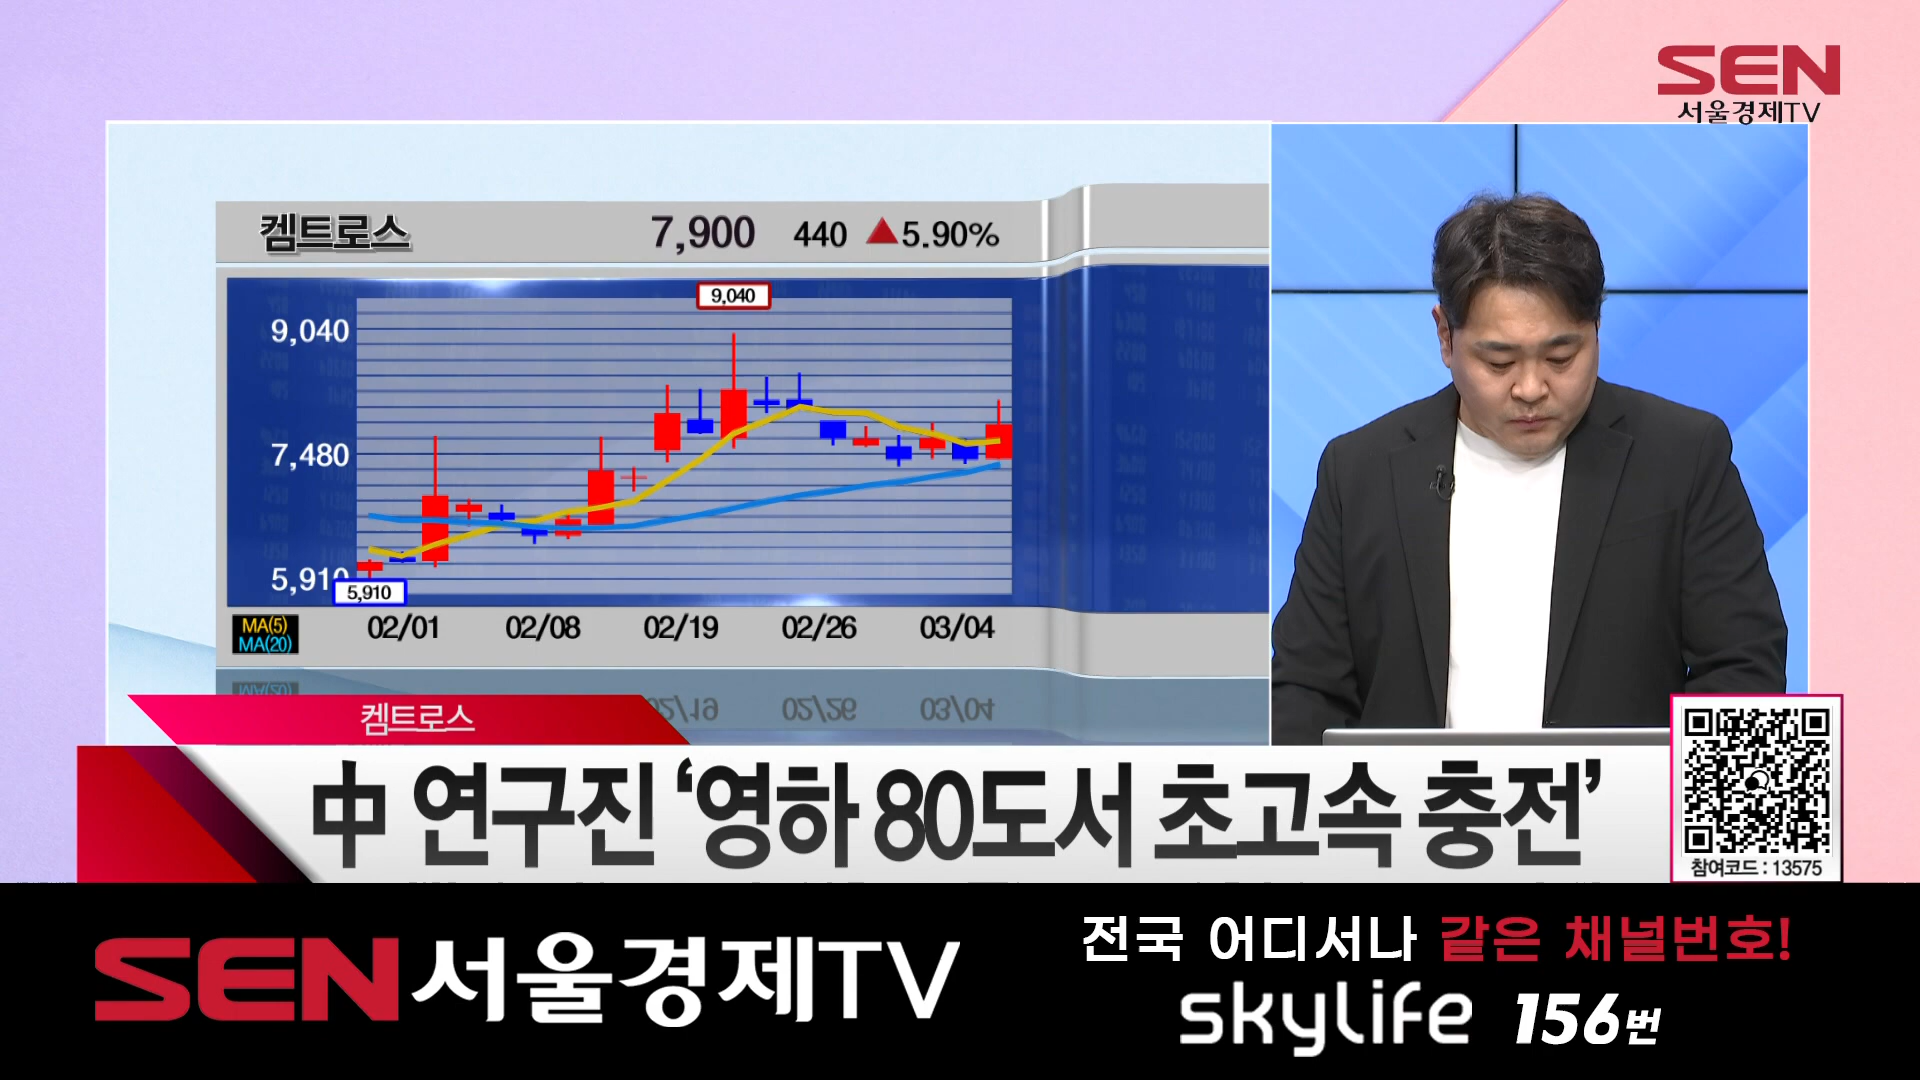 SEN
서울경제TV
켐트로스 7,900 440 ▲5.90%
9,040
9,040
7,480
5,910
5,910
MA(5)
MA(20)
02/01 02/08 02/19 02/26 03/04
켐트로스
中 연구진 ‘영하 80도서 초고속 충전’
참여코드 : 13575
SEN서울경제TV
전국 어디서나 같은 채널번호!
skylife 156번